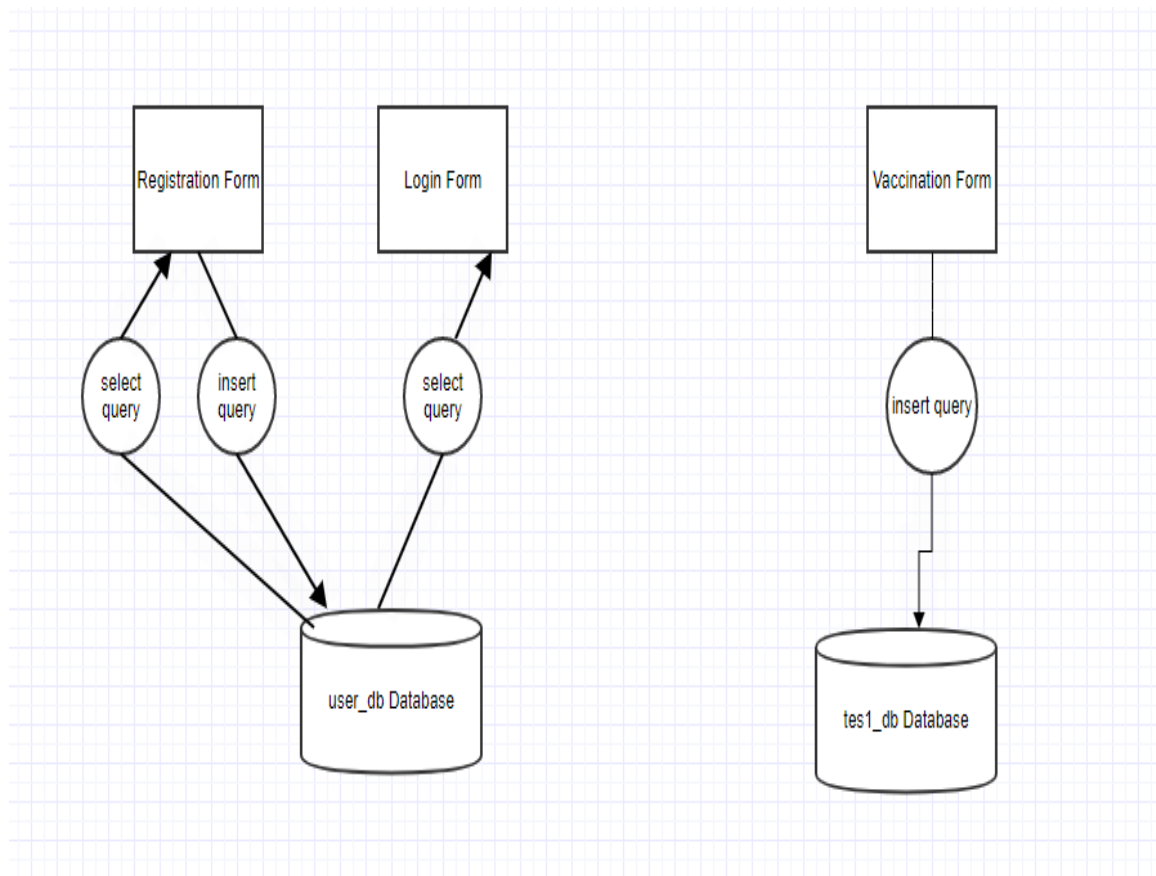 Registration Form
Login Form
Vaccination Form
select
query
insert
query
select
query
insert query
user_db Database
tes1_db Database